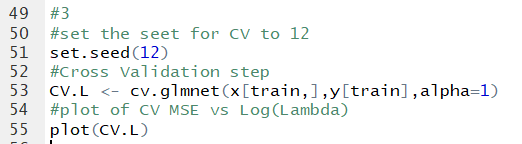 49 #3
50 #set the seet for CV to 12
51 set.seed(12)
52 #Cross Validation step
53 CV.L <- cv.glmnet(x[train,],y[train],alpha=1)
54 #plot of CV MSE vs Log(Lambda)
55 plot(CV.L)